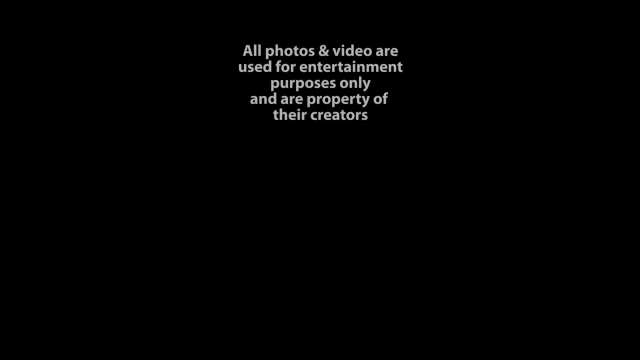 All photos & video are
used for entertainment
purposes only
and are property of
their creators